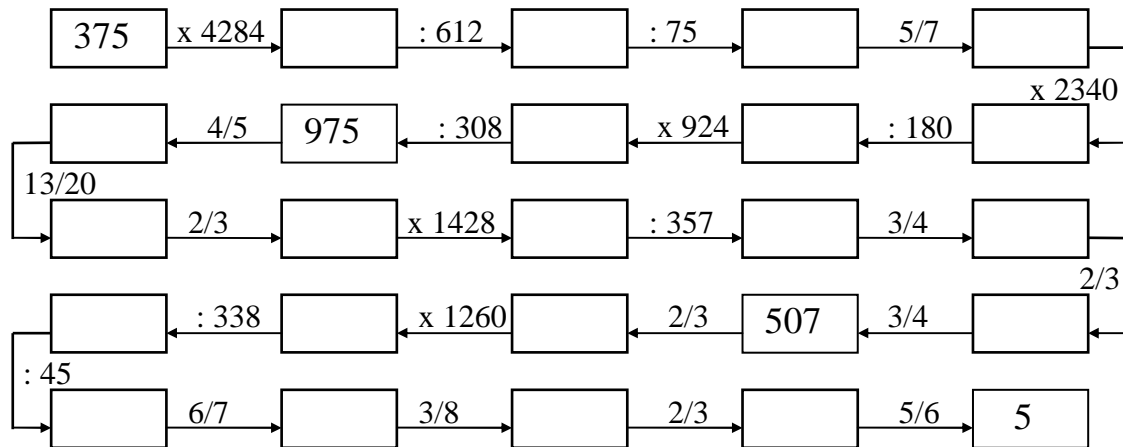 375 x 4284 : 612 : 75 5/7
x 2340
4/5 975 : 308 x 924 : 180
13/20
2/3 x 1428 : 357 3/4
2/3
: 338 x 1260 2/3 507 3/4
: 45
6/7 3/8 2/3 5/6 5